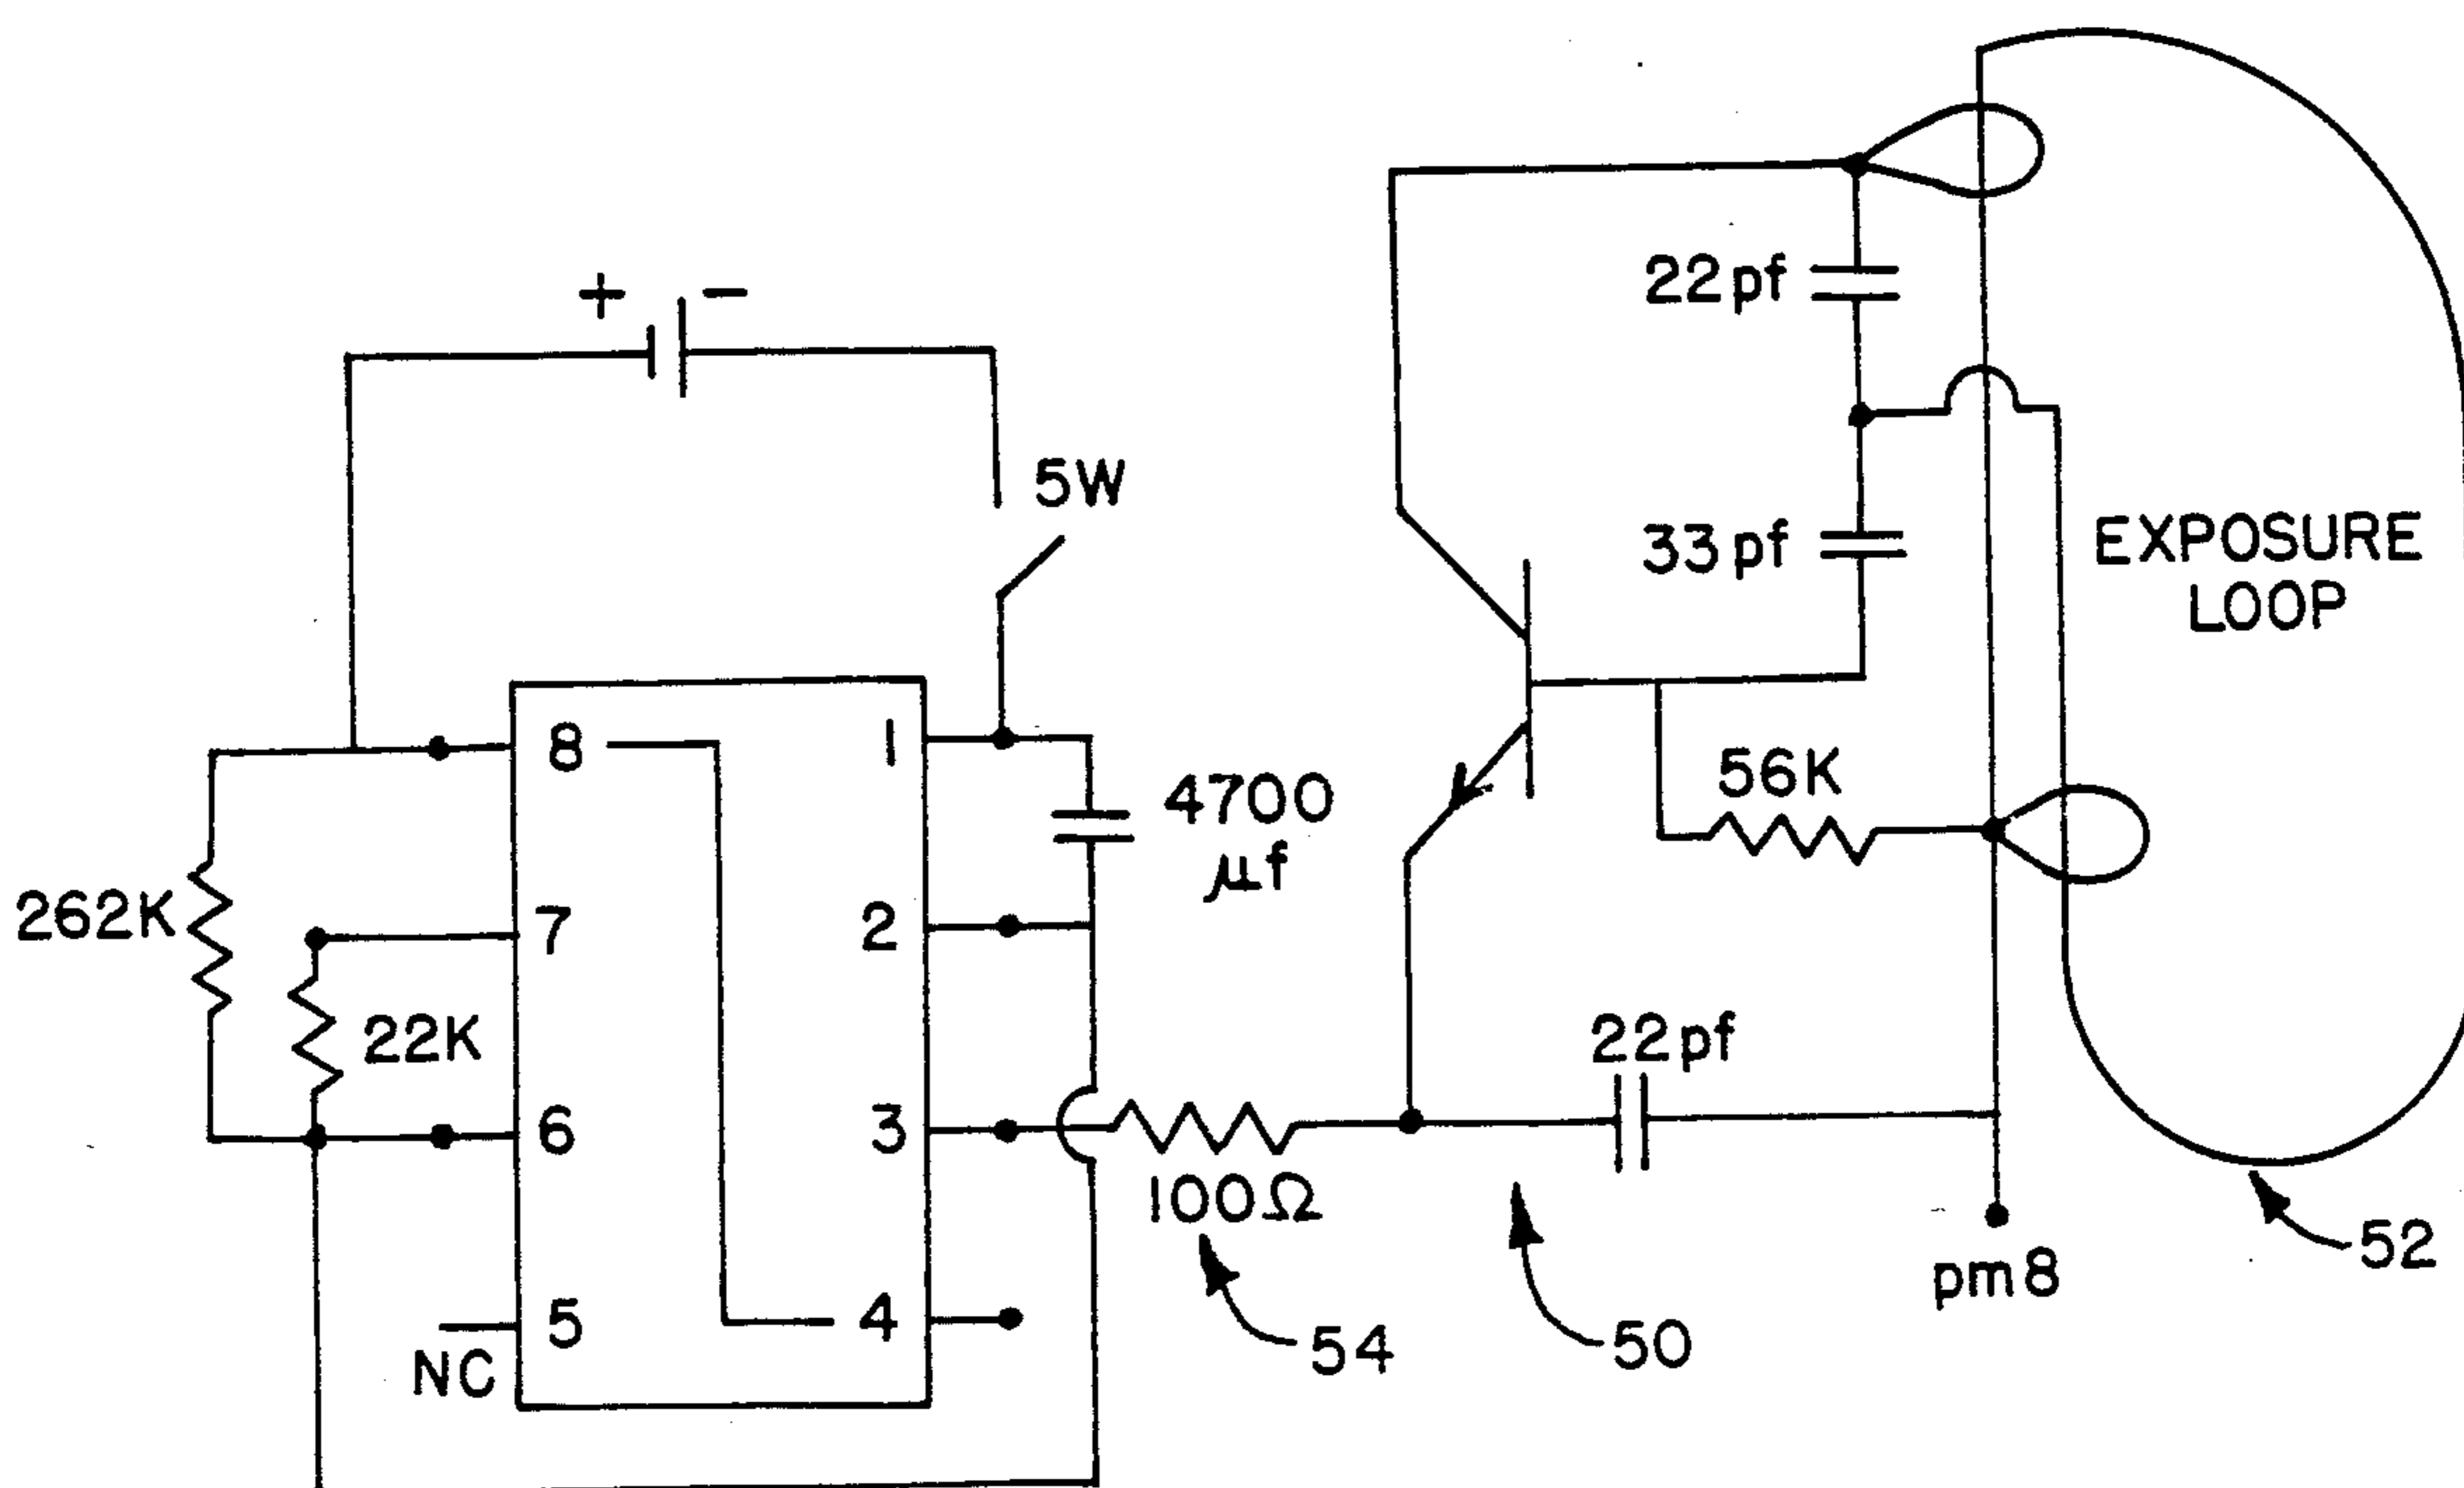 22pf
+ −
5W
33pf
EXPOSURE
LOOP
8
1
56K
4700
μf
262K
7
2
22K
22pf
6
3
100Ω
52
pm8
5
4
54
50
NC